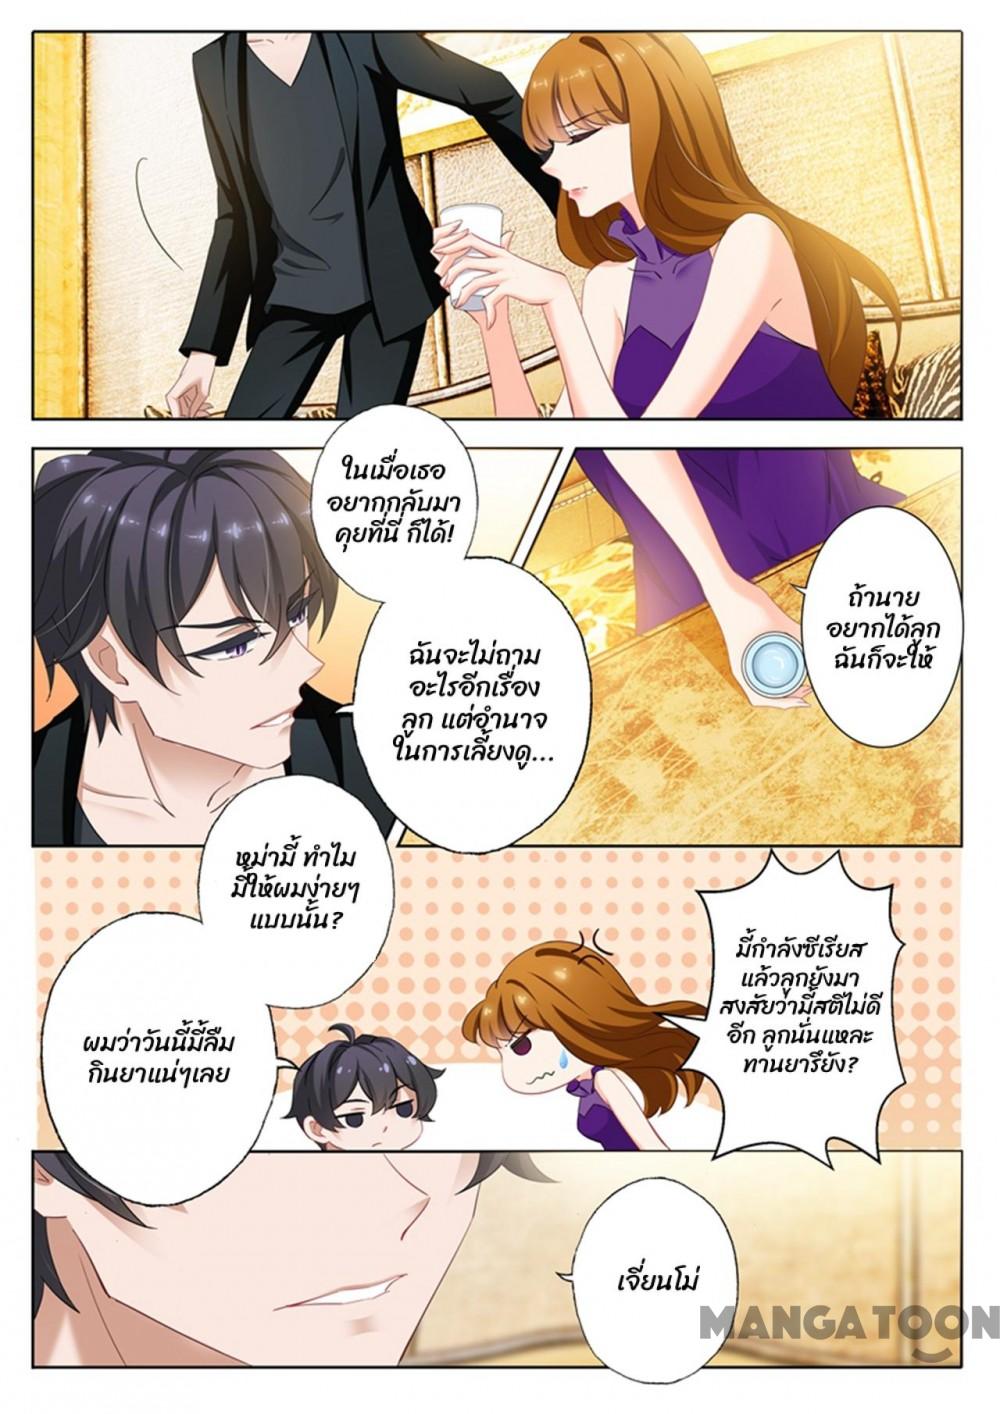 ในเมื่อเธอ
อยากกลับมา
คุยที่นี่ ก็ได้!
ฉันจะไม่ถาม
อะไรอีกเรื่อง
ลูก แต่อำนาจ
ในการเลี้ยงดู...
ถ้านาย
อยากได้ลูก
ฉันก็จะให้
หม่ามี้ ทำไม
มี้ให้ผมง่ายๆ
แบบนั้น?
ผมว่าวันนี้มี้ลืม
กินยาแน่ๆเลย
มี้กำลังซีเรียส
แล้วลูกยังมา
สงสัยว่ามี้สติไม่ดี
อีก ลูกนั่นแหละ
ทานยารึยัง?
เจี่ยนโม่
MANGATOON